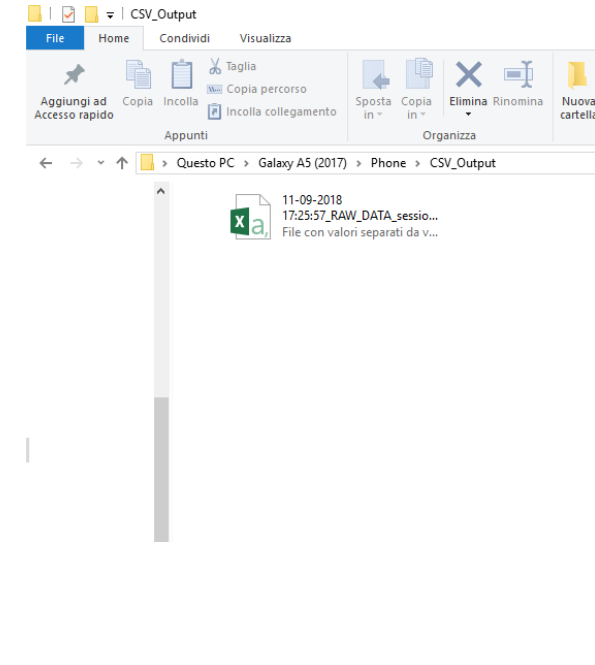 CSV_Output
File Home Condividi Visualizza
Aggiungi ad
Accesso rapido
Copia
Incolla
Taglia
Copia percorso
Incolla collegamento
Appunti
Sposta
in
Copia
in
Elimina
Rinomina
Organizza
Nuova
cartella
Questo PC > Galaxy A5 (2017) > Phone > CSV_Output
11-09-2018
17:25:57_RAW_DATA_sessio...
File con valori separati da v...